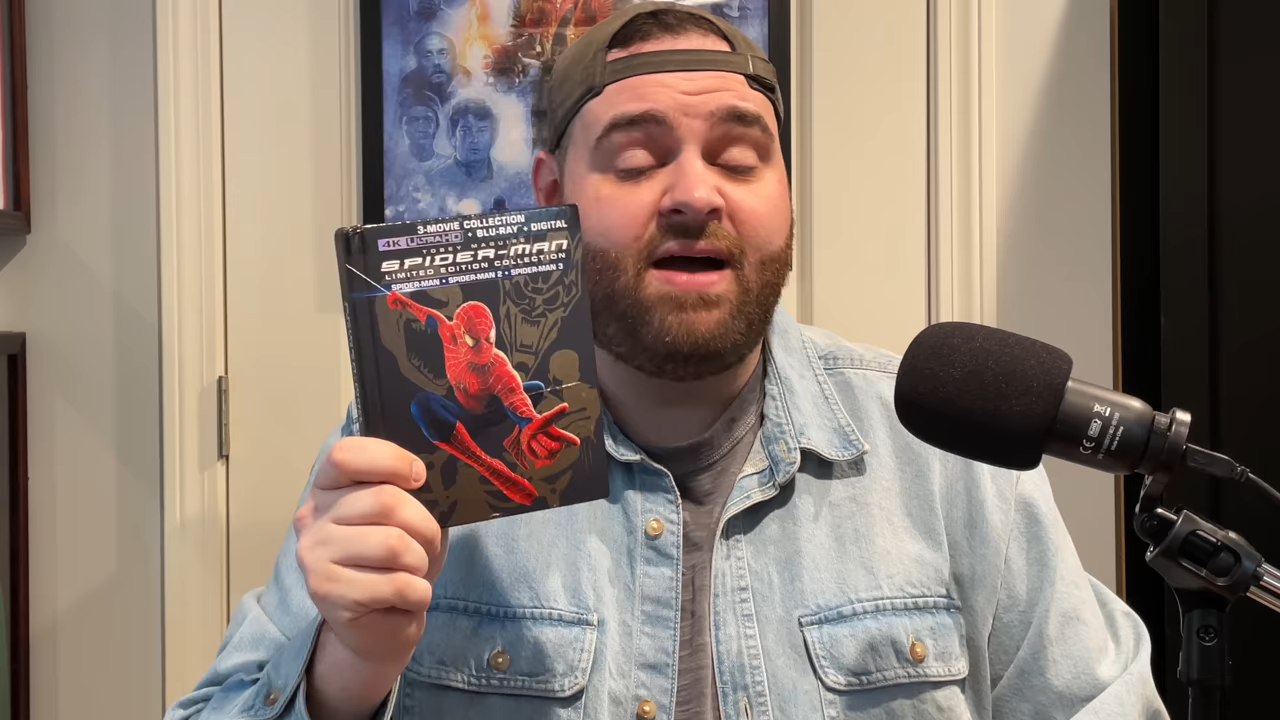 3-MOVIE COLLECTION
4K ULTRA HD + BLU-RAY + DIGITAL
TOBEY MAGUIRE
SPIDER-MAN
LIMITED EDITION COLLECTION
SPIDER-MAN • SPIDER-MAN 2 • SPIDER-MAN 3
CE